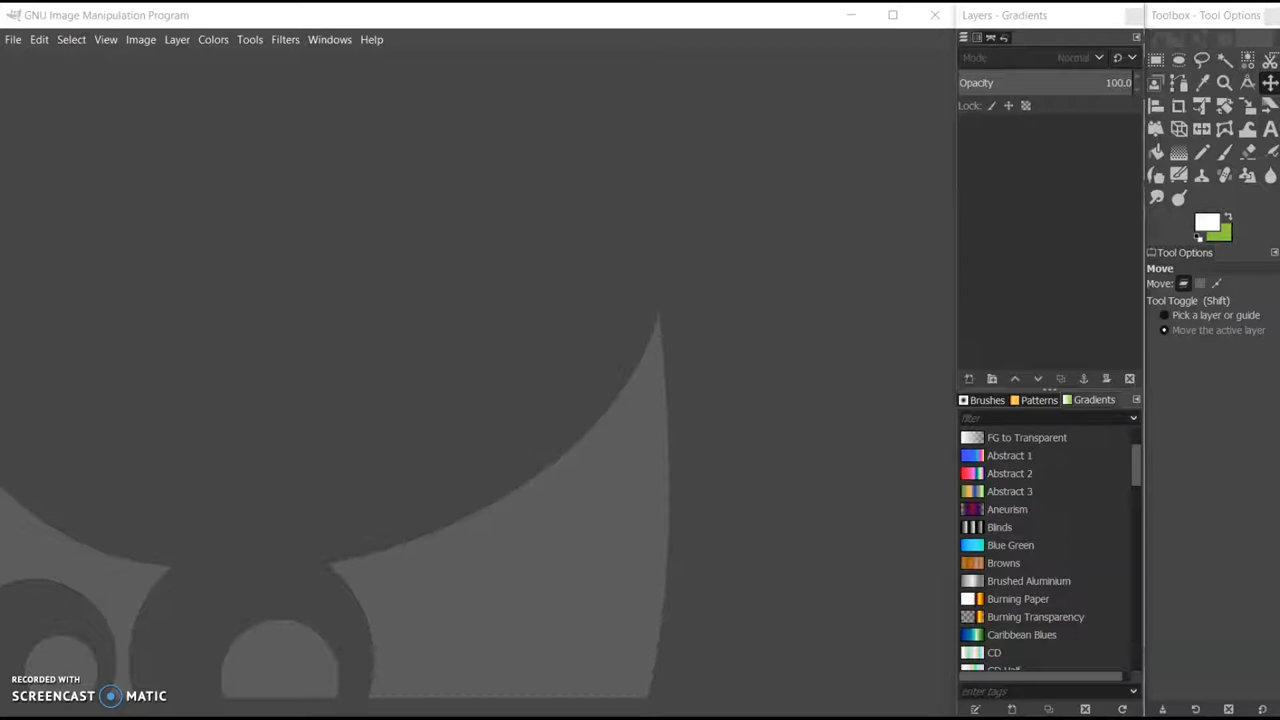 GNU Image Manipulation Program
File Edit Select View Image Layer Colors Tools Filters Windows Help
RECORDED WITH
SCREENCAST MATIC
Layers - Gradients
Mode Normal
Opacity 100.0
Lock:
Brushes Patterns Gradients
filter
FG to Transparent
Abstract 1
Abstract 2
Abstract 3
Aneurism
Blinds
Blue Green
Browns
Brushed Aluminium
Burning Paper
Burning Transparency
Caribbean Blues
CD
CD Half
enter tags
Toolbox - Tool Options
Tool Options
Move
Move:
Tool Toggle (Shift)
Pick a layer or guide
Move the active layer